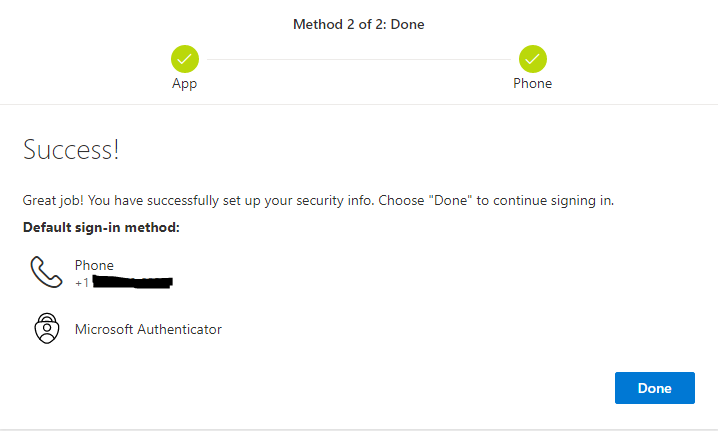 Method 2 of 2: Done
App
Phone
Success!
Great job! You have successfully set up your security info. Choose "Done" to continue signing in.
Default sign-in method:
Phone
+1
Microsoft Authenticator
Done